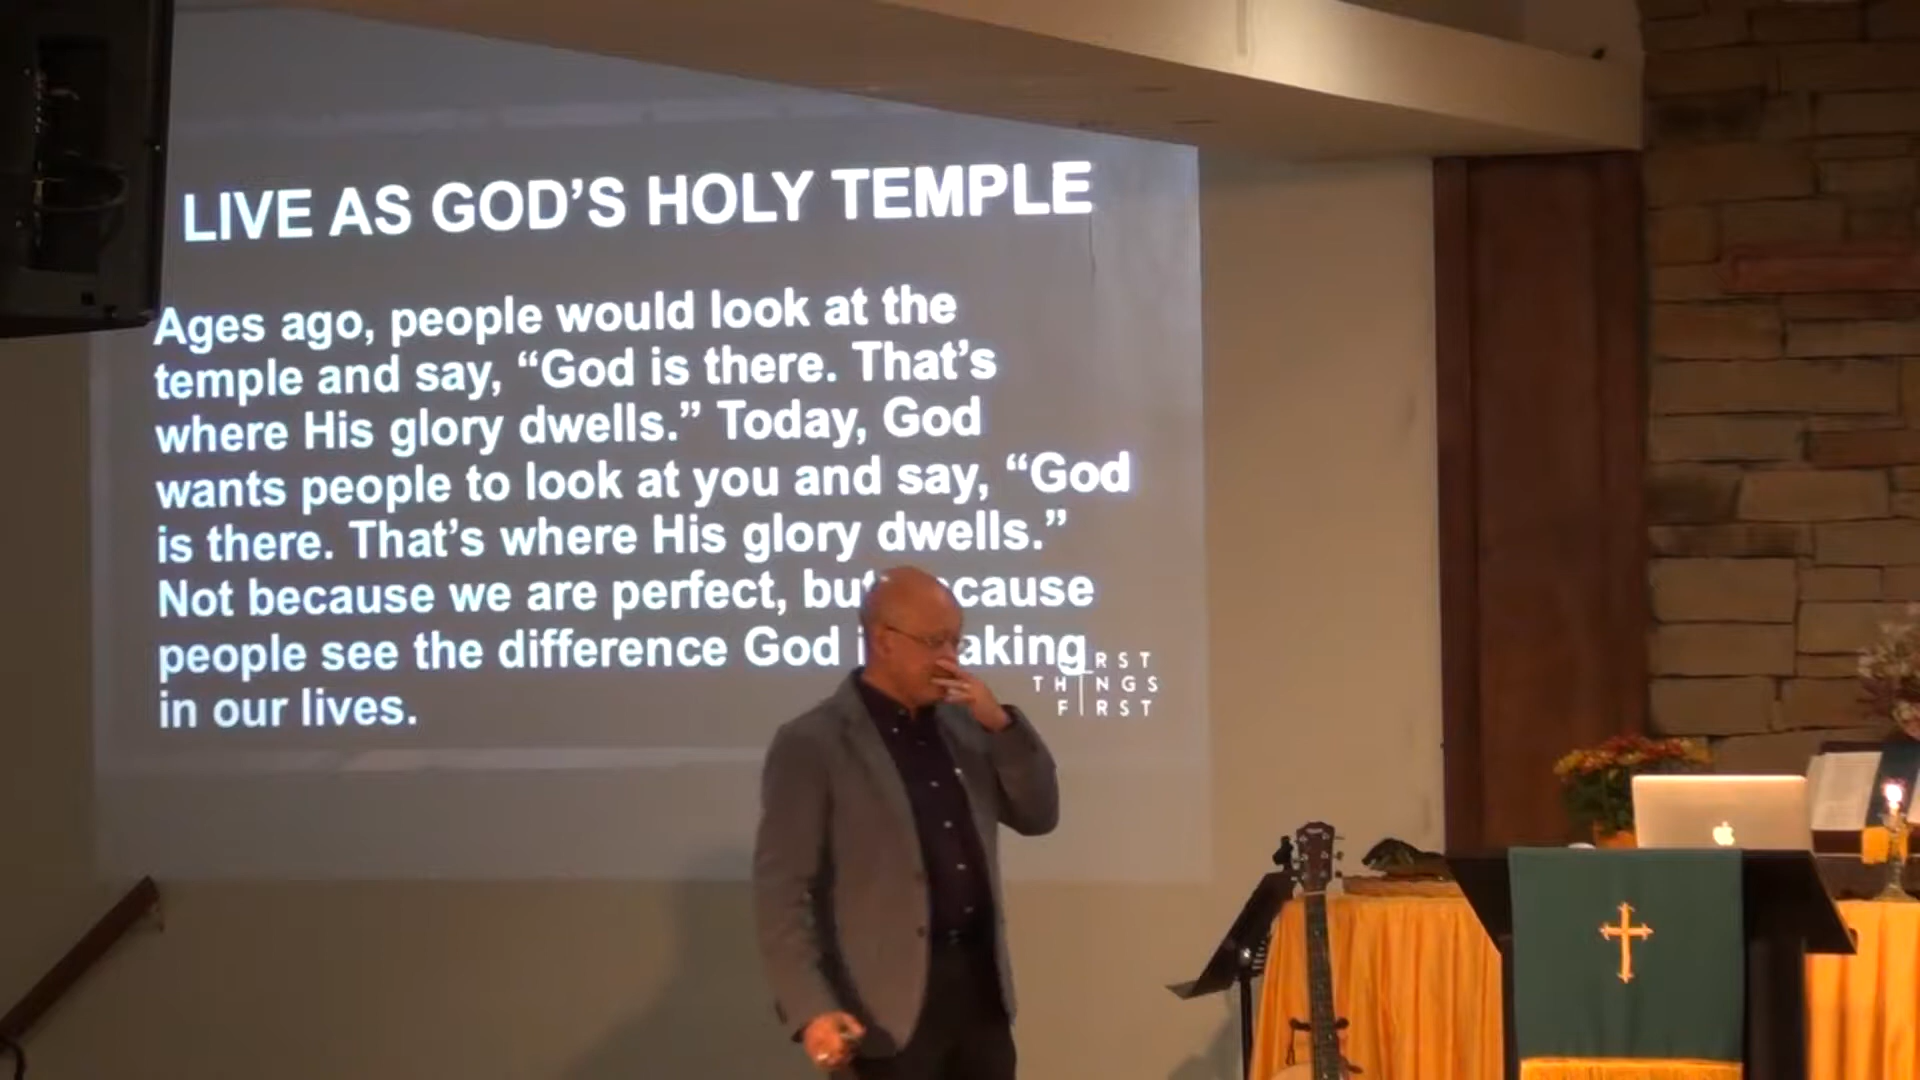 LIVE AS GOD'S HOLY TEMPLE
Ages ago, people would look at the
temple and say, “God is there. That’s
where His glory dwells.” Today, God
wants people to look at you and say, “God
is there. That’s where His glory dwells.”
Not because we are perfect, but cause
people see the difference God i aking
in our lives.
RST
TH NGS
F RST